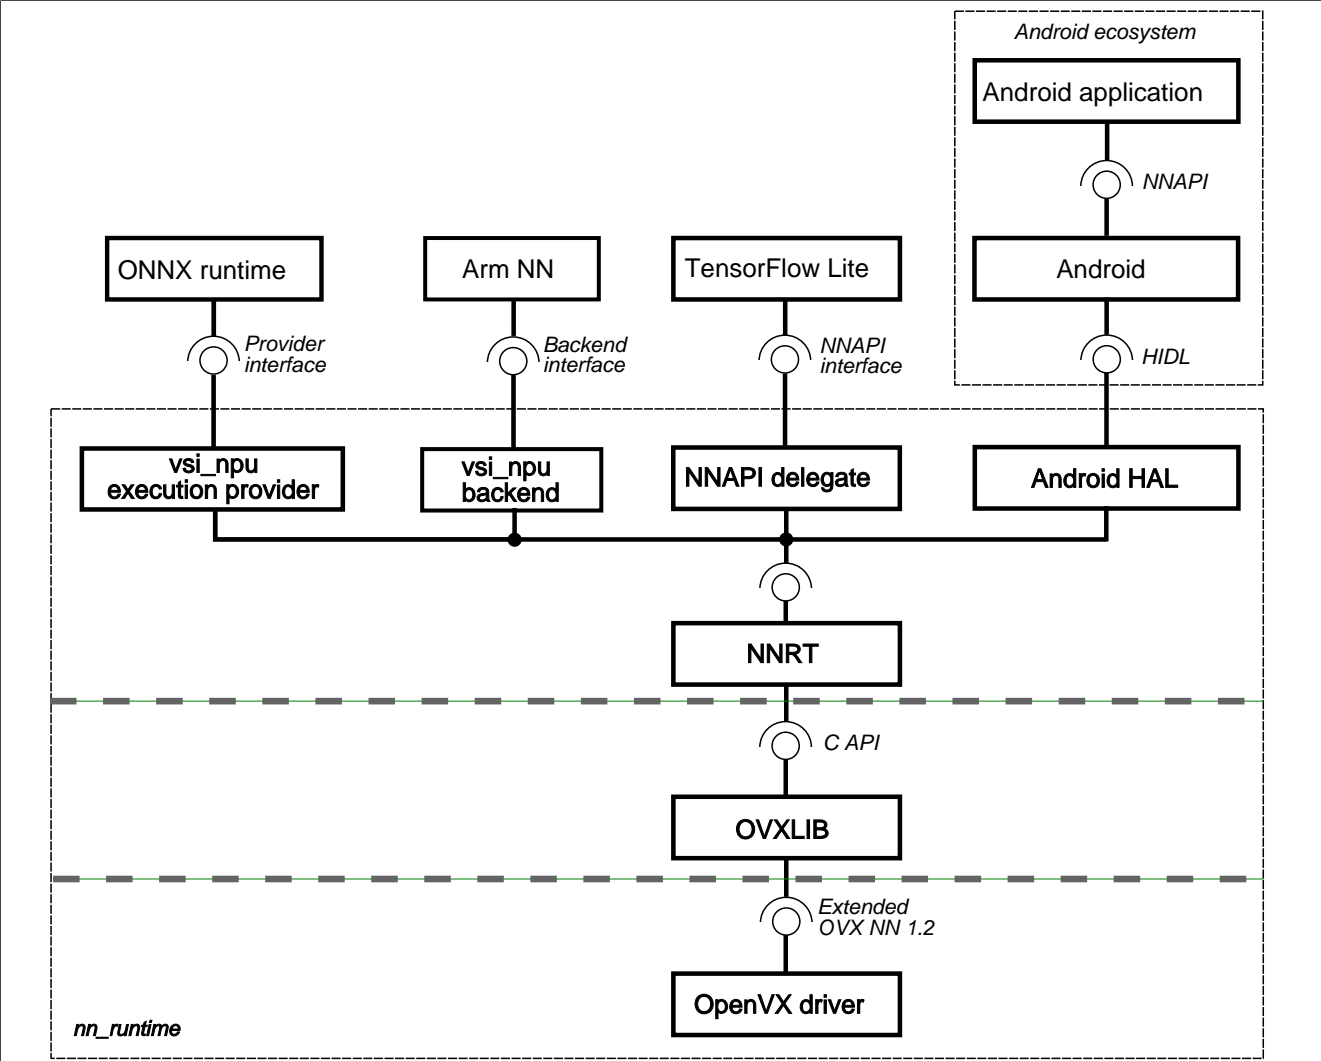 Android ecosystem
Android application
NNAPI
ONNX runtime
Arm NN
TensorFlow Lite
Android
Provider
interface
Backend
interface
NNAPI
interface
HIDL
vsi_npu
execution provider
vsi_npu
backend
NNAPI delegate
Android HAL
NNRT
C API
OVXLIB
Extended
OVX NN 1.2
OpenVX driver
nn_runtime